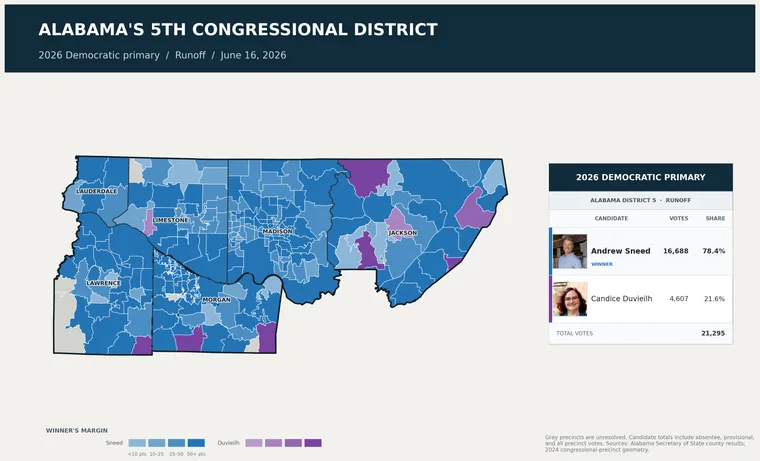 ALABAMA'S 5TH CONGRESSIONAL DISTRICT
2026 Democratic primary / Runoff / June 16, 2026
LAUDERDALE
LIMESTONE
MADISON
JACKSON
LAWRENCE
MORGAN
2026 DEMOCRATIC PRIMARY
ALABAMA DISTRICT 5 · RUNOFF
CANDIDATE VOTES SHARE
Andrew Sneed 16,688 78.4%
WINNER
Candice Duvieilh 4,607 21.6%
TOTAL VOTES 21,295
WINNER'S MARGIN
Sneed Duvieilh
<10 pts 10-25 25-50 50+ pts
Gray precincts are unresolved. Candidate totals include absentee, provisional,
and all precinct votes. Sources: Alabama Secretary of State county results;
2024 congressional-precinct geometry.